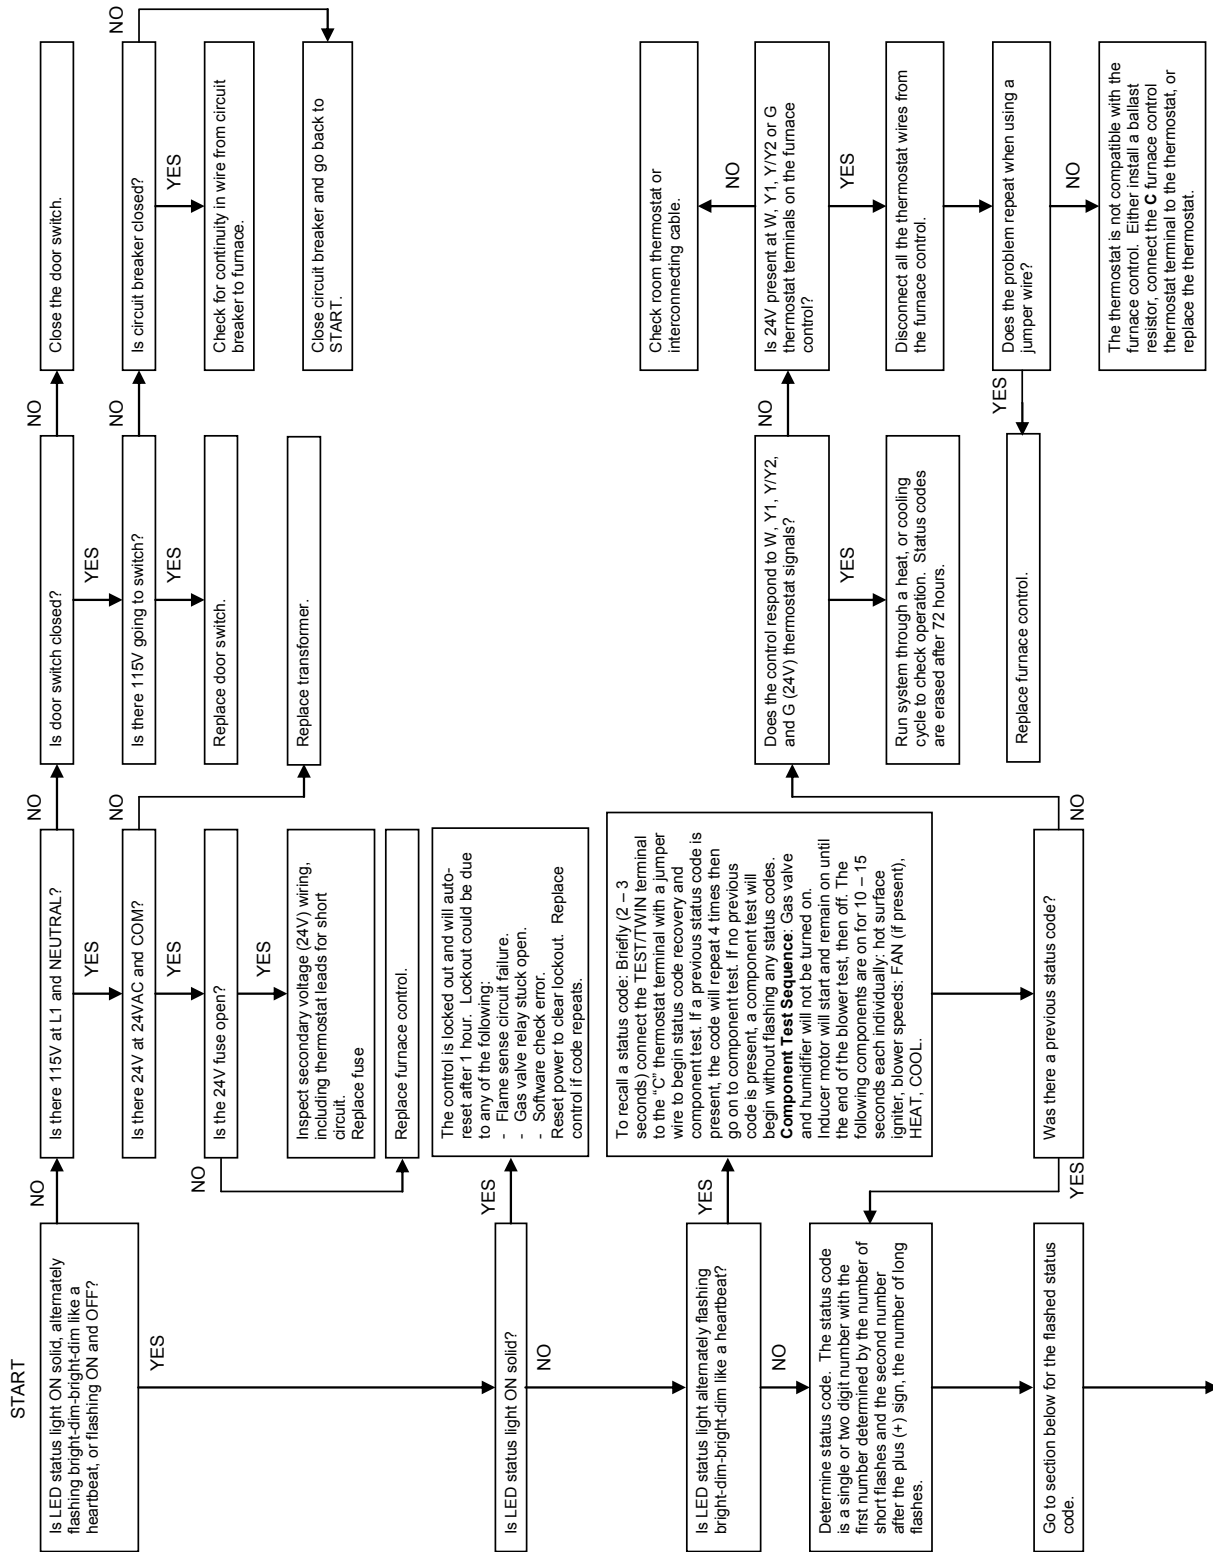 START
Is LED status light ON solid, alternately
flashing bright-dim-bright-dim like a
heartbeat, or flashing ON and OFF?
NO
YES
Is there 115V at L1 and NEUTRAL?
NO
YES
Is door switch closed?
NO
YES
Close the door switch.
Is there 24V at 24VAC and COM?
NO
YES
Is there 115V going to switch?
NO
YES
Is circuit breaker closed?
NO
YES
Is the 24V fuse open?
NO
YES
Replace door switch.
Check for continuity in wire from circuit
breaker to furnace.
Inspect secondary voltage (24V) wiring,
including thermostat leads for short
circuit.
Replace fuse
Replace transformer.
Close circuit breaker and go back to
START.
Replace furnace control.
Is LED status light ON solid?
YES
NO
The control is locked out and will auto-
reset after 1 hour. Lockout could be due
to any of the following:
- Flame sense circuit failure.
- Gas valve relay stuck open.
- Software check error.
Reset power to clear lockout. Replace
control if code repeats.
Is LED status light alternately flashing
bright-dim-bright-dim like a heartbeat?
YES
NO
To recall a status code: Briefly (2 – 3
seconds) connect the TEST/TWIN terminal
to the “C” thermostat terminal with a jumper
wire to begin status code recovery and
component test. If a previous status code is
present, the code will repeat 4 times then
go on to component test. If no previous
code is present, a component test will
begin without flashing any status codes.
Component Test Sequence: Gas valve
and humidifier will not be turned on.
Inducer motor will start and remain on until
the end of the blower test, then off. The
following components are on for 10 – 15
seconds each individually: hot surface
igniter, blower speeds: FAN (if present),
HEAT, COOL.
Determine status code. The status code
is a single or two digit number with the
first number determined by the number of
short flashes and the second number
after the plus (+) sign, the number of long
flashes.
Was there a previous status code?
YES
NO
Go to section below for the flashed status
code.
Does the control respond to W, Y1, Y/Y2,
and G (24V) thermostat signals?
NO
YES
Run system through a heat, or cooling
cycle to check operation. Status codes
are erased after 72 hours.
Check room thermostat or
interconnecting cable.
NO
Is 24V present at W, Y1, Y/Y2 or G
thermostat terminals on the furnace
control?
YES
Disconnect all the thermostat wires from
the furnace control.
Does the problem repeat when using a
jumper wire?
YES
NO
Replace furnace control.
The thermostat is not compatible with the
furnace control. Either install a ballast
resistor, connect the C furnace control
thermostat terminal to the thermostat, or
replace the thermostat.